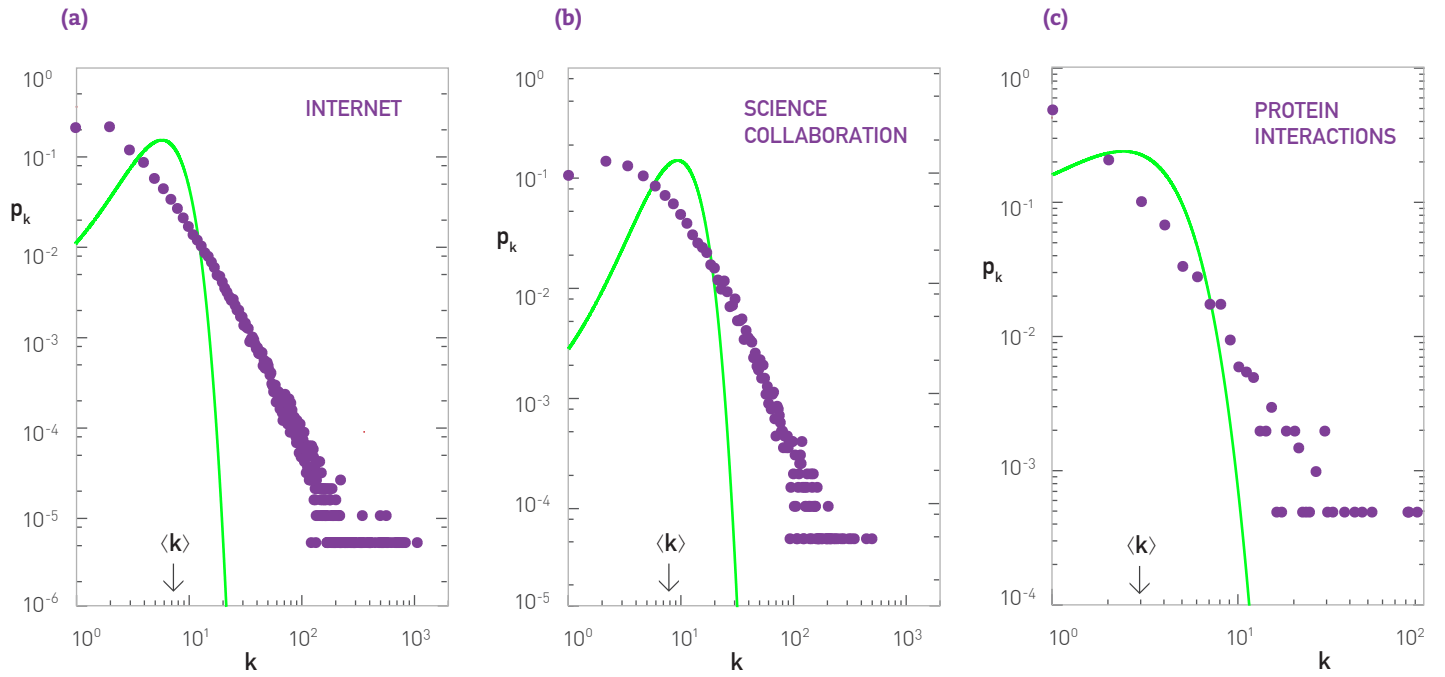 (a)
INTERNET
10⁰
10⁻¹
pₖ
10⁻²
10⁻³
10⁻⁴
10⁻⁵
10⁻⁶
⟨k⟩
10⁰ 10¹ 10² 10³
k
(b)
SCIENCE
COLLABORATION
10⁰
10⁻¹
pₖ
10⁻²
10⁻³
10⁻⁴
10⁻⁵
⟨k⟩
10⁰ 10¹ 10² 10³
k
(c)
PROTEIN
INTERACTIONS
10⁰
10⁻¹
pₖ
10⁻²
10⁻³
10⁻⁴
⟨k⟩
10⁰ 10¹ 10²
k